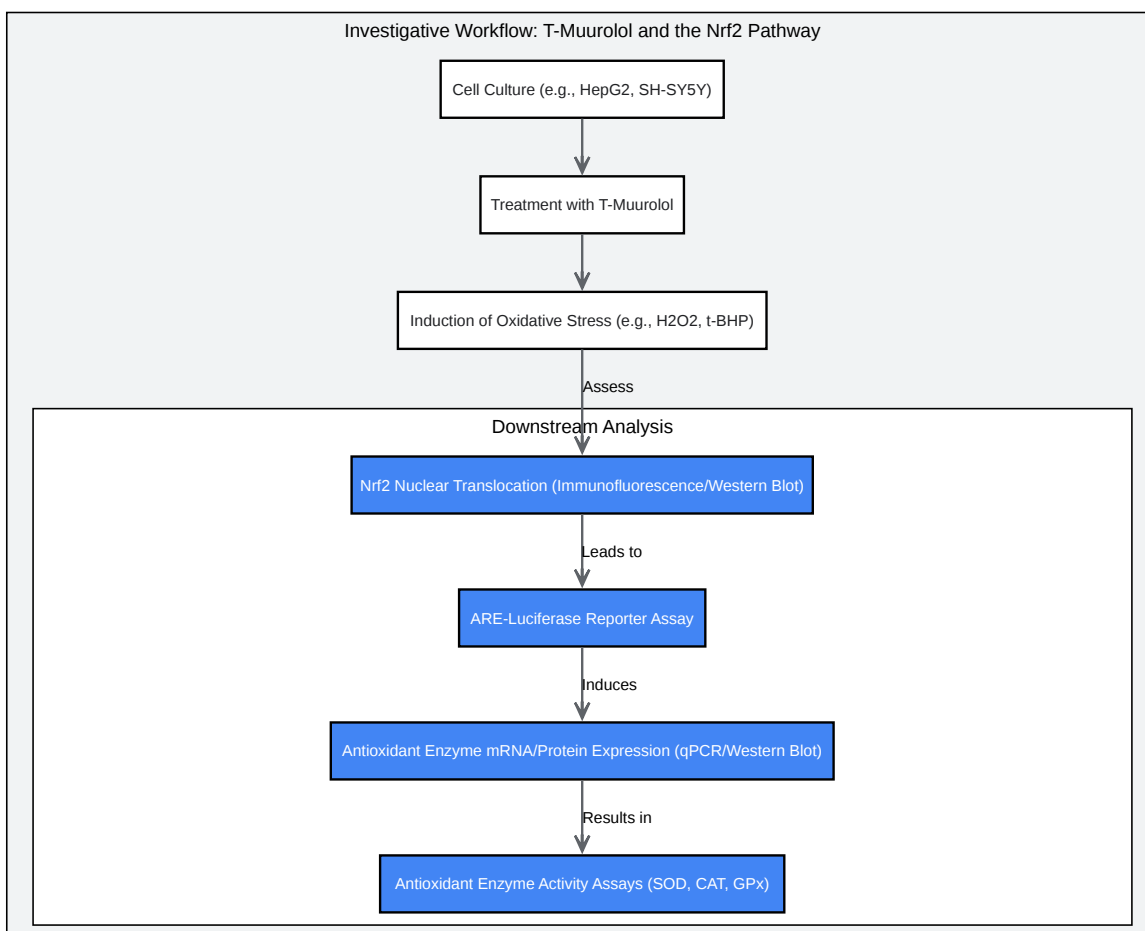 Investigative Workflow: T-Muurolol and the Nrf2 Pathway
Cell Culture (e.g., HepG2, SH-SY5Y)
Treatment with T-Muurolol
Induction of Oxidative Stress (e.g., H2O2, t-BHP)
Assess
Downstream Analysis
Nrf2 Nuclear Translocation (Immunofluorescence/Western Blot)
Leads to
ARE-Luciferase Reporter Assay
Induces
Antioxidant Enzyme mRNA/Protein Expression (qPCR/Western Blot)
Results in
Antioxidant Enzyme Activity Assays (SOD, CAT, GPx)